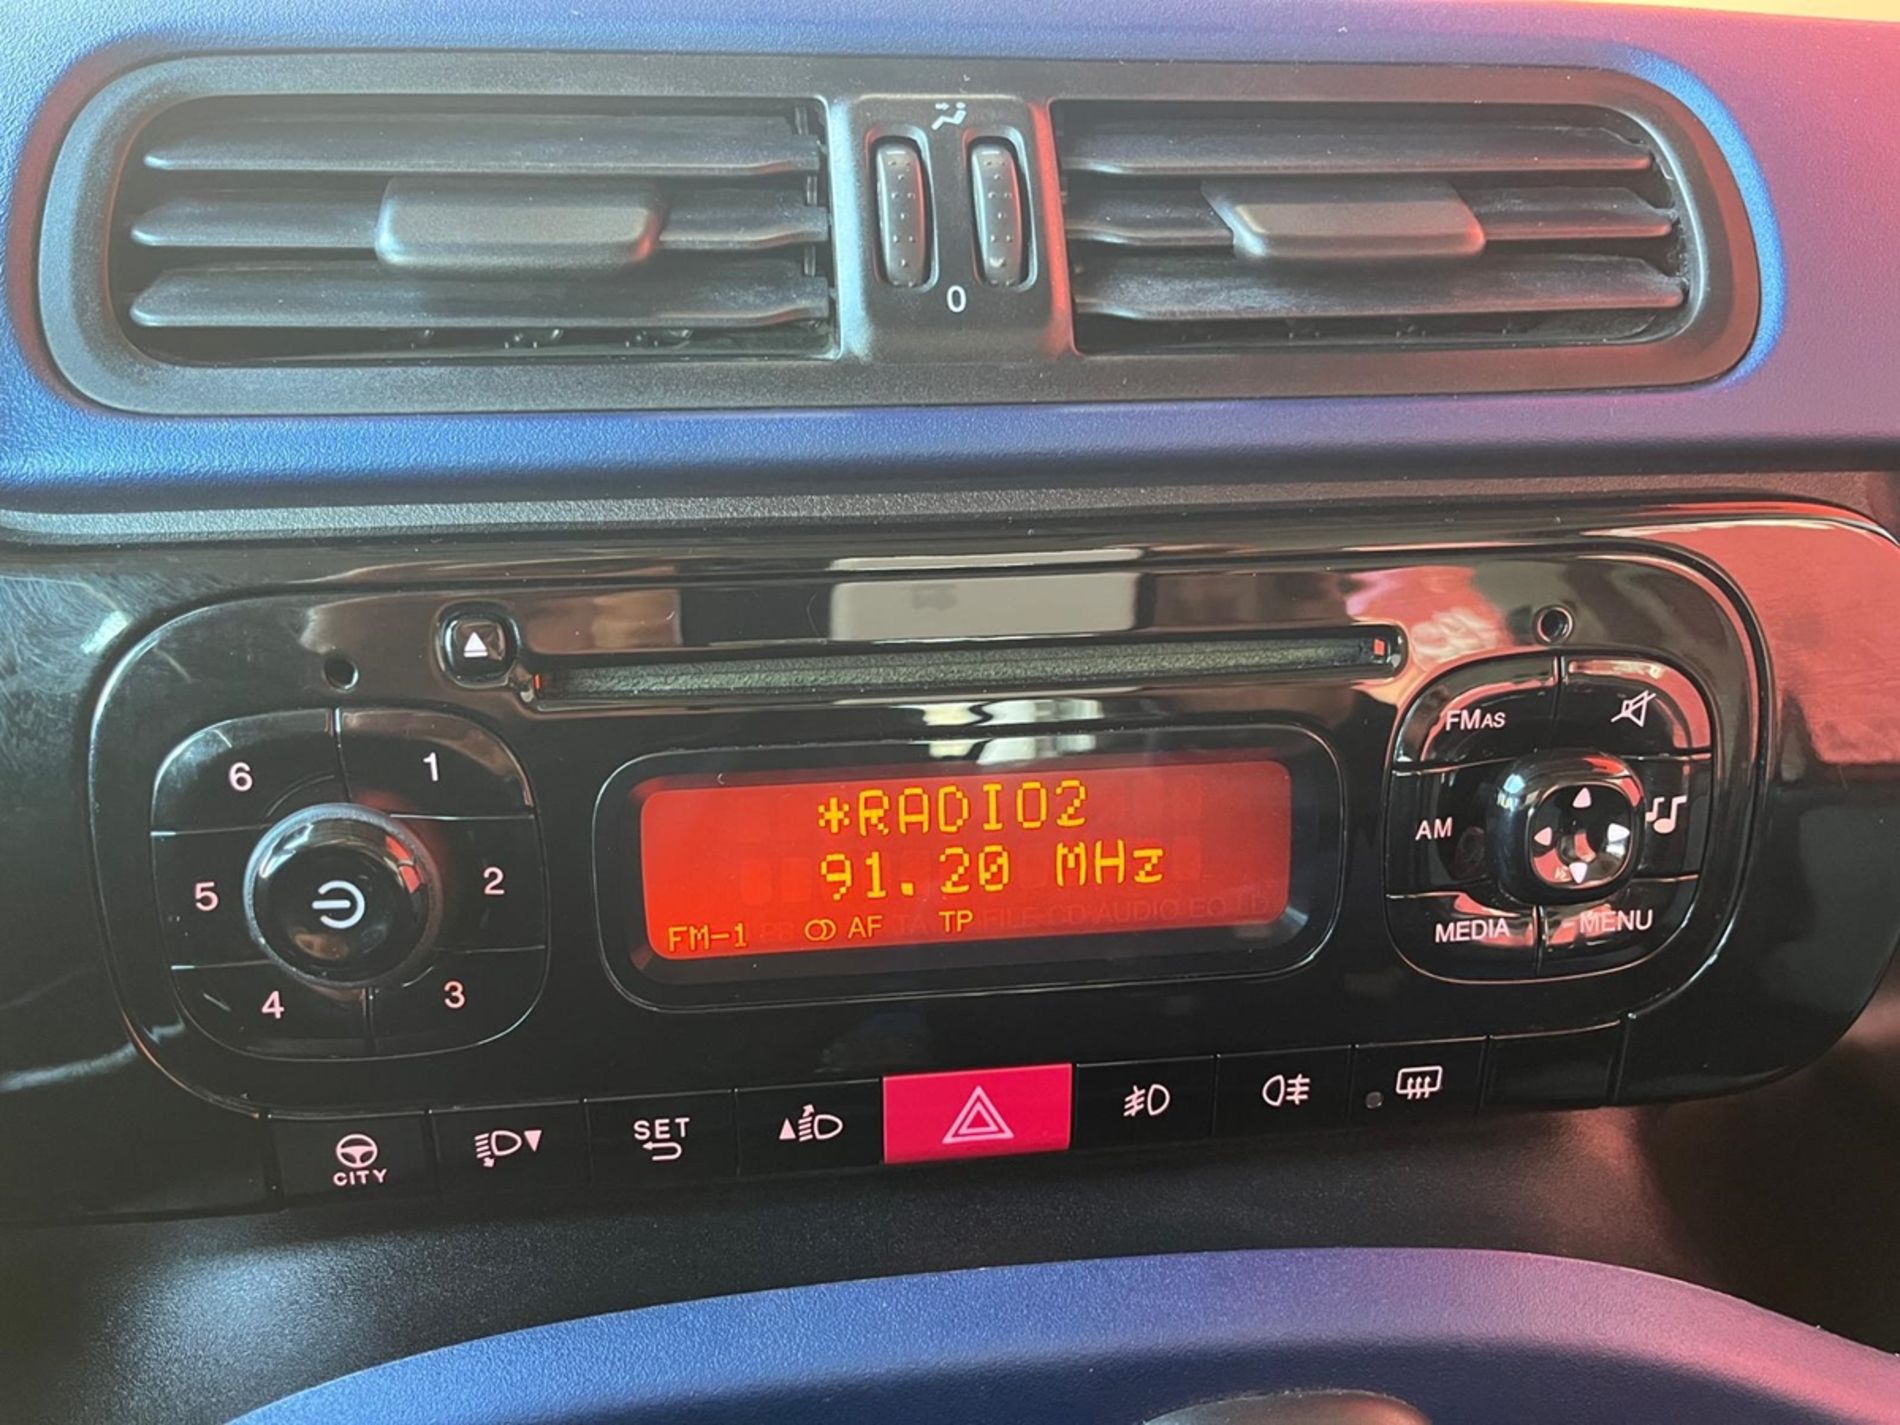 0
FMAS
6
1
*RADIO2
AM
5
2
91.20 MHz
FM-1 AF TP
MEDIA
MENU
4
3
CITY
SET